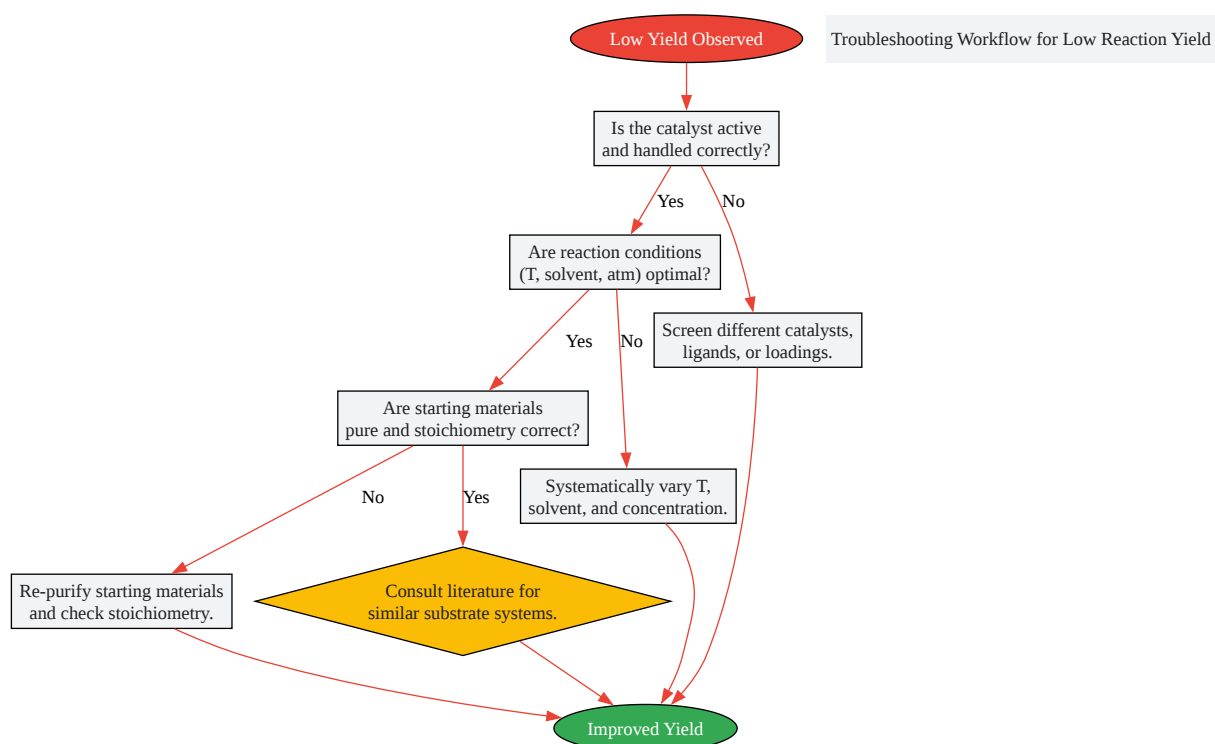 Low Yield Observed
Troubleshooting Workflow for Low Reaction Yield
Is the catalyst active
and handled correctly?
Yes
No
Are reaction conditions
(T, solvent, atm) optimal?
Screen different catalysts,
ligands, or loadings.
Yes
No
Are starting materials
pure and stoichiometry correct?
Systematically vary T,
solvent, and concentration.
No
Yes
Re-purify starting materials
and check stoichiometry.
Consult literature for
similar substrate systems.
Improved Yield